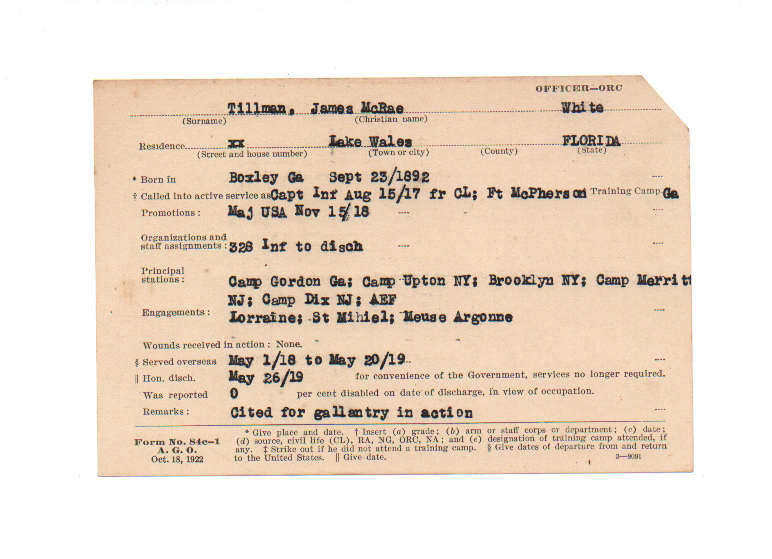 OFFICER—ORC
Tillman, James McRae White
(Surname) (Christian name)
Residence xx Lake Wales FLORIDA
(Street and house number) (Town or city) (County) (State)
* Born in Boxley Ga Sept 23/1892
† Called into active service as Capt Inf Aug 15/17 fr CL; Ft McPherson Training Camp Ga
Promotions: Maj USA Nov 15/18
Organizations and
staff assignments: 328 Inf to disch
Principal
stations: Camp Gordon Ga; Camp Upton NY; Brooklyn NY; Camp Merritt
NJ; Camp Dix NJ; AEF
Engagements: Lorraine; St Mihiel; Meuse Argonne
Wounds received in action: None.
§ Served overseas May 1/18 to May 20/19
‖ Hon. disch. May 26/19 for convenience of the Government, services no longer required.
Was reported 0 per cent disabled on date of discharge, in view of occupation.
Remarks: Cited for gallantry in action
Form No. 84c—1
A. G. O.
Oct. 18, 1922
* Give place and date. † Insert (a) grade; (b) arm or staff corps or department; (c) date;
(d) source, civil life (CL), RA, NG, ORC, NA; and (e) designation of training camp attended, if
any. ‡ Strike out if he did not attend a training camp. § Give dates of departure from and return
to the United States. ‖ Give date. 3—9091